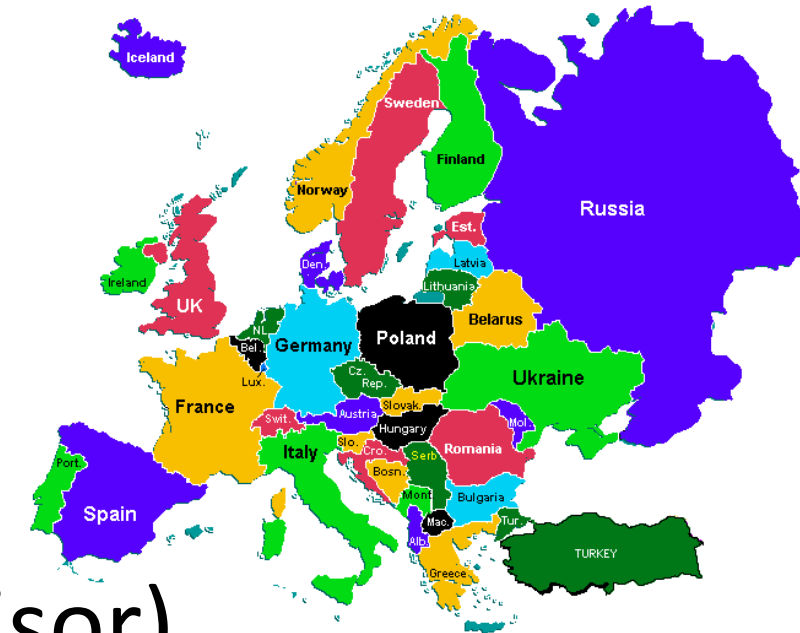 Iceland
Sweden
Finland
Norway
Russia
Est.
Den.
Latvia
Ireland
Lithuania
UK
Belarus
NL
Bel.
Germany
Poland
Lux.
Cz.
Rep.
Ukraine
France
Slovak.
Austria
Swit.
Mol.
Hungary
Slo.
Italy
Cro.
Romania
Serb
Port.
Bosn.
Mont
Bulgaria
Spain
Mac.
Tur.
Alb.
TURKEY
Greece
isor)